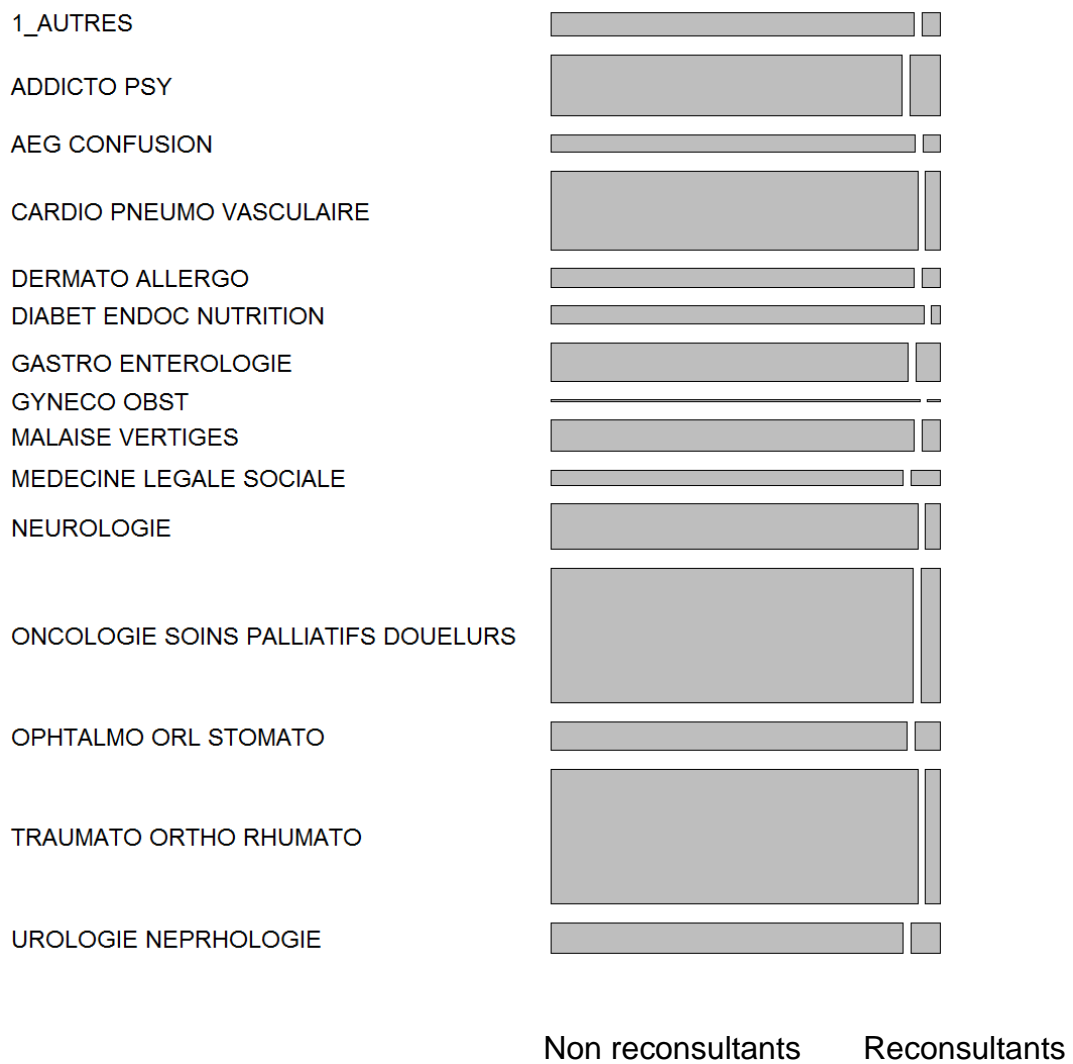 1_AUTRES
ADDICTO PSY
AEG CONFUSION
CARDIO PNEUMO VASCULAIRE
DERMATO ALLERGO
DIABET ENDOC NUTRITION
GASTRO ENTEROLOGIE
GYNECO OBST
MALAISE VERTIGES
MEDECINE LEGALE SOCIALE
NEUROLOGIE
ONCOLOGIE SOINS PALLIATIFS DOUELURS
OPHTALMO ORL STOMATO
TRAUMATO ORTHO RHUMATO
UROLOGIE NEPRHOLOGIE
Non reconsultants Reconsultants